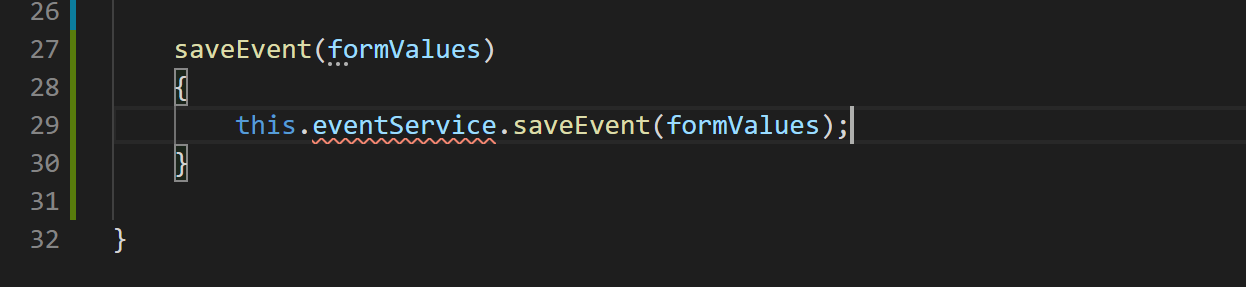 26
27 saveEvent(formValues)
28 {
29 this.eventService.saveEvent(formValues);
30 }
31
32 }